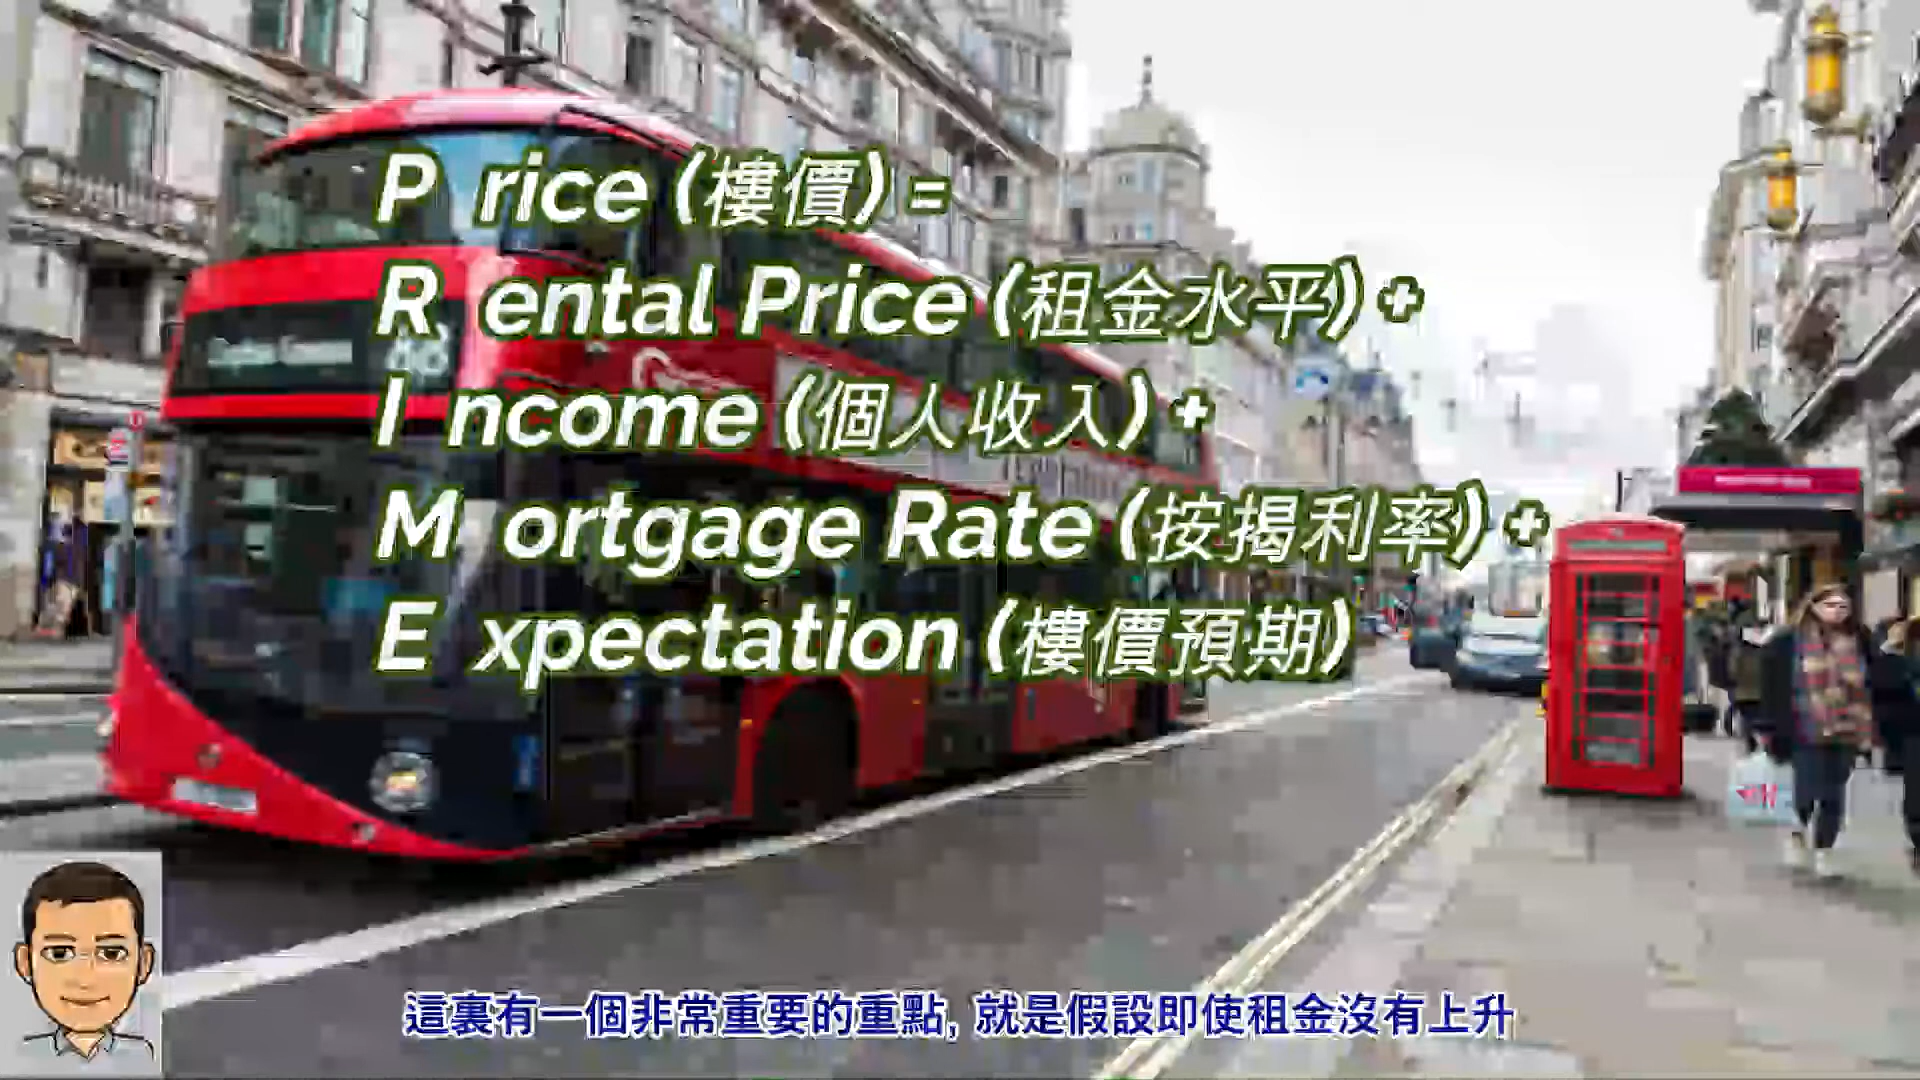 P rice (樓價) =
R ental Price (租金水平) +
I ncome (個人收入) +
M ortgage Rate (按揭利率) +
E xpectation (樓價預期)
這裏有一個非常重要的重點, 就是假設即使租金沒有上升